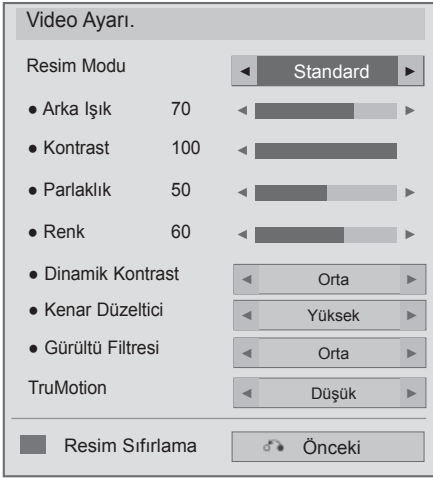 Video Ayarı.
Resim Modu ◄ Standard ►
● Arka Işık 70 ◄ ►
● Kontrast 100 ◄
● Parlaklık 50 ◄ ►
● Renk 60 ◄ ►
● Dinamik Kontrast ◄ Orta ►
● Kenar Düzeltici ◄ Yüksek ►
● Gürültü Filtresi ◄ Orta ►
TruMotion ◄ Düşük ►
Resim Sıfırlama Önceki